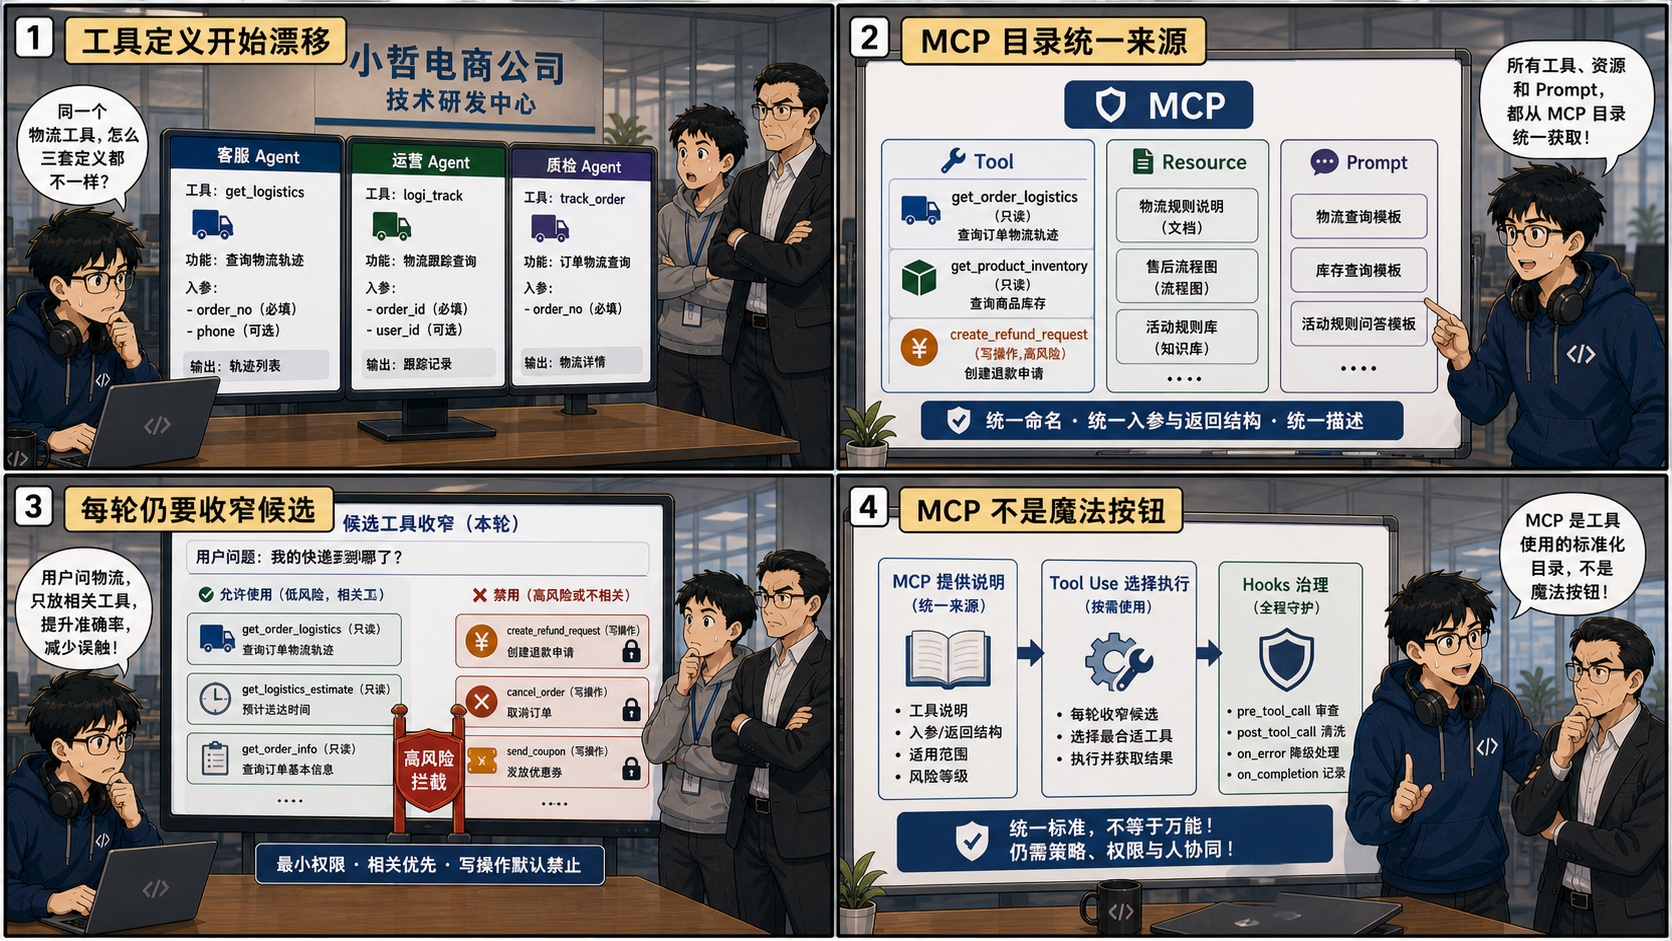 1
工具定义开始漂移
小哲电商公司
技术研发中心
同一个
物流工具，怎么
三套定义都
不一样？
客服 Agent
工具：get_logistics
功能：查询物流轨迹
入参：
- order_no（必填）
- phone（可选）
输出：轨迹列表
运营 Agent
工具：logi_track
功能：物流跟踪查询
入参：
- order_id（必填）
- user_id（可选）
输出：跟踪记录
质检 Agent
工具：track_order
功能：订单物流查询
入参：
- order_no（必填）
输出：物流详情
</>
</>
</>
2
MCP 目录统一来源
所有工具、资源
和 Prompt，
都从 MCP 目录
统一获取！
MCP
Tool
get_order_logistics
（只读）
查询订单物流轨迹
get_product_inventory
（只读）
查询商品库存
¥
create_refund_request
（写操作，高风险）
创建退款申请
Resource
物流规则说明
（文档）
售后流程图
（流程图）
活动规则库
（知识库）
....
Prompt
物流查询模板
库存查询模板
活动规则问答模板
....
统一命名 · 统一入参与返回结构 · 统一描述
</>
3
每轮仍要收窄候选
候选工具收窄（本轮）
用户问物流，
只放相关工具，
提升准确率，
减少误触！
用户问题：我的快递哪了？
允许使用（低风险，相关工）
get_order_logistics（只读）
查询订单物流轨迹
get_logistics_estimate（只读）
预计送达时间
get_order_info（只读）
查询订单基本信息
....
禁用（高风险或不相关）
¥
create_refund_request（写操作）
创建退款申请
cancel_order（写操作）
取消订单
send_coupon（写操作）
发放优惠券
....
高风险
拦截
最小权限 · 相关优先 · 写操作默认禁止
</>
</>
4
MCP 不是魔法按钮
MCP 是工具
使用的标准化
目录，不是
魔法按钮！
MCP 提供说明
（统一来源）
• 工具说明
• 入参/返回结构
• 适用范围
• 风险等级
Tool Use 选择执行
（按需使用）
• 每轮收窄候选
• 选择最合适工具
• 执行并获取结果
Hooks 治理
（全程守护）
• pre_tool_call 审查
• post_tool_call 清洗
• on_error 降级处理
• on_completion 记录
统一标准，不等于万能！
仍需策略、权限与人协同！
</>
</>